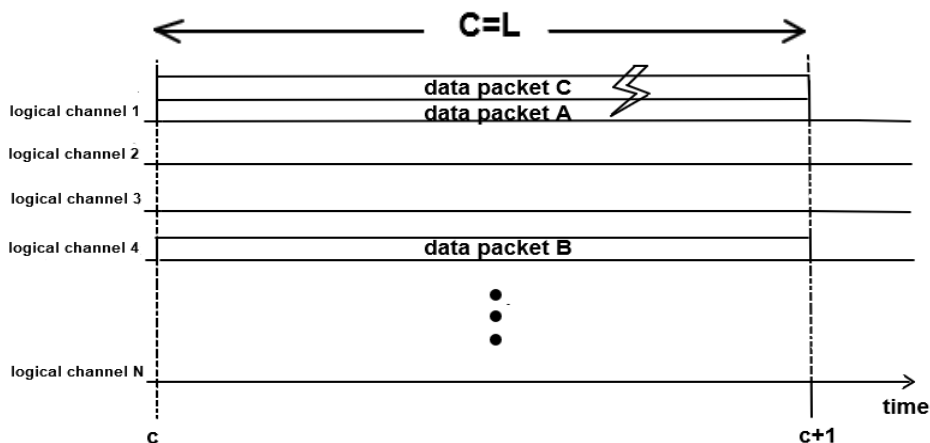 C=L
data packet C
logical channel 1
data packet A
logical channel 2
logical channel 3
logical channel 4
data packet B
logical channel N
time
c
c+1